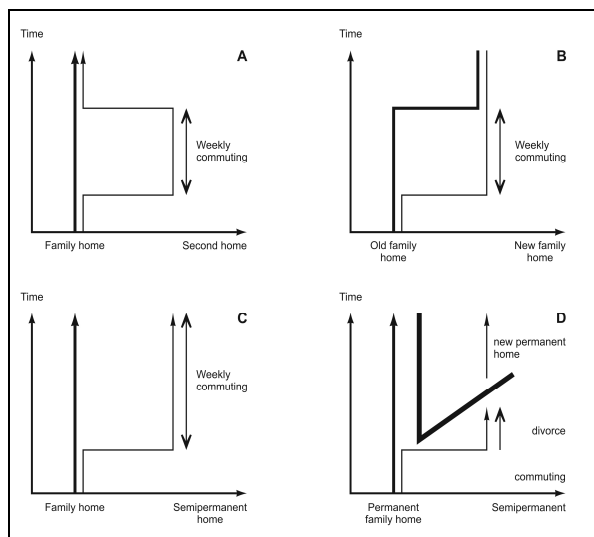 Time
A
Weekly
commuting
Family home
Second home
Time
B
Weekly
commuting
Old family
home
New family
home
Time
C
Weekly
commuting
Family home
Semipermanent
home
Time
D
new permanent
home
divorce
commuting
Permanent
family home
Semipermanent